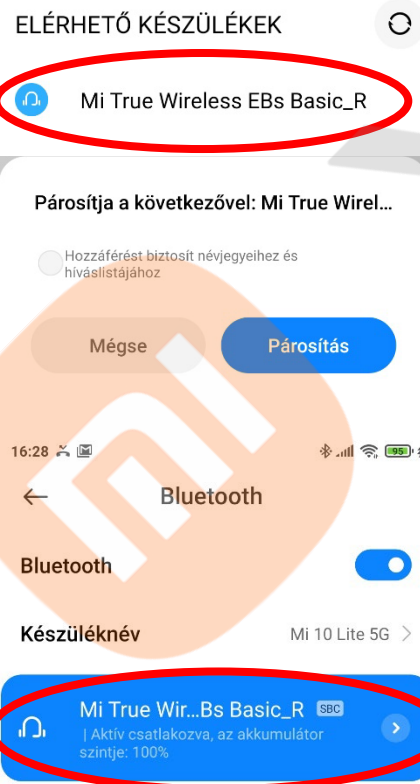 ELÉRHETŐ KÉSZÜLÉKEK
Mi True Wireless EBs Basic_R
Párosítja a következővel: Mi True Wirel...
Hozzáférést biztosít névjegyeihez és
híváslistájához
Mégse
Párosítás
16:28
95
Bluetooth
Bluetooth
Készüléknév
Mi 10 Lite 5G
Mi True Wir...Bs Basic_R SBC
| Aktív csatlakozva, az akkumulátor
szintje: 100%